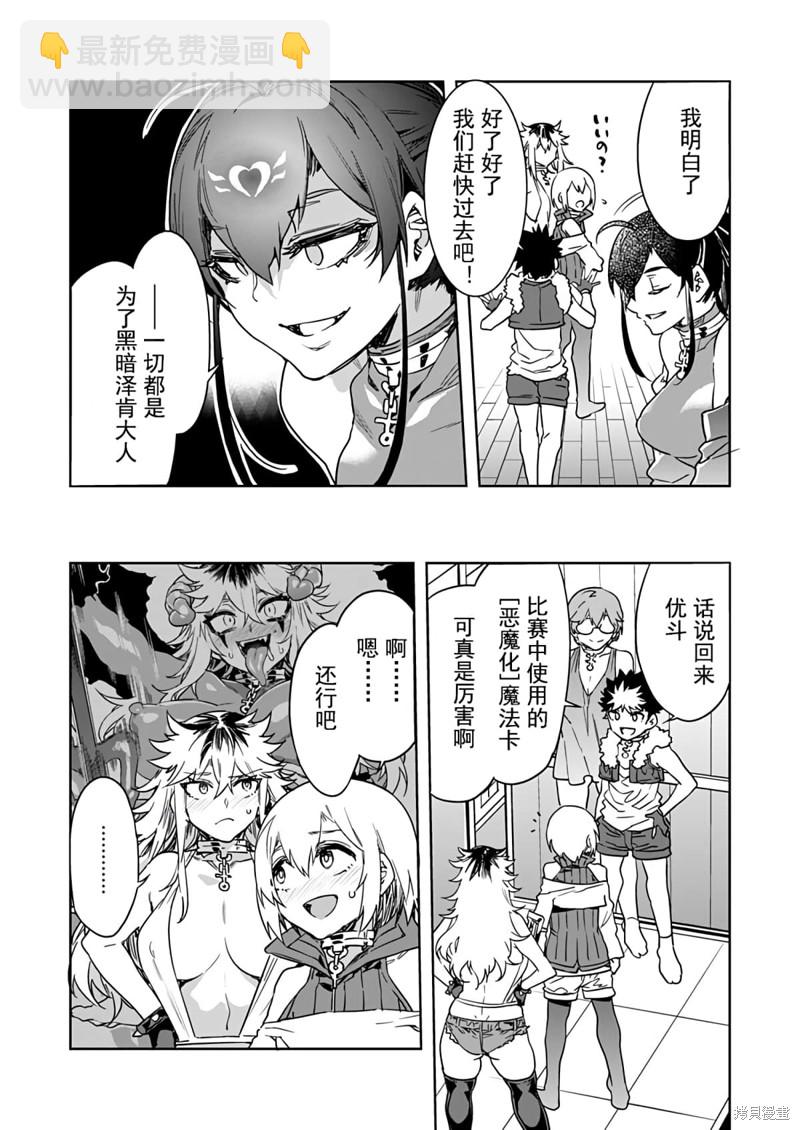 最新免费漫画
www.baozimh.com
我明白了
いいの？
好了好了
我们赶快过去吧！
——一切都是
为了黑暗泽肯大人
话说回来
优斗
比赛中使用的
［恶魔化］魔法卡
可真是厉害啊
啊……
嗯……
还行吧
…………
拷貝漫畫